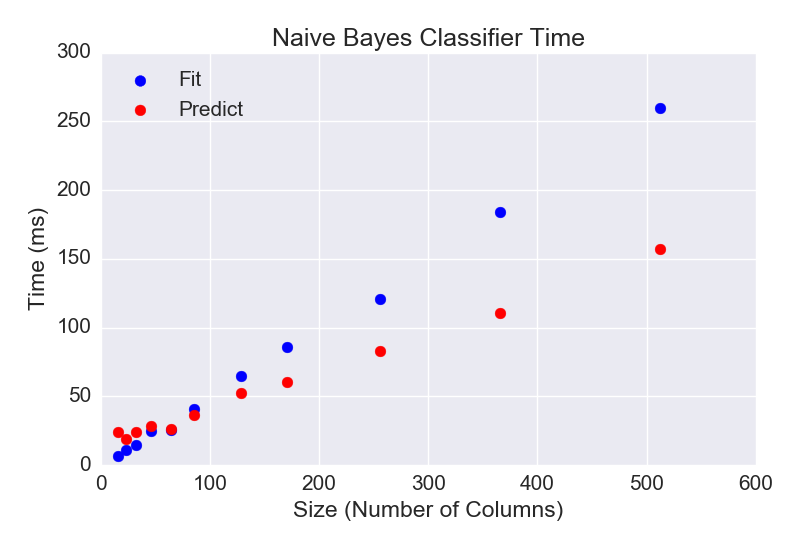 Naive Bayes Classifier Time
300
250
200
150
100
50
0
Fit
Predict
Time (ms)
0 100 200 300 400 500 600
Size (Number of Columns)